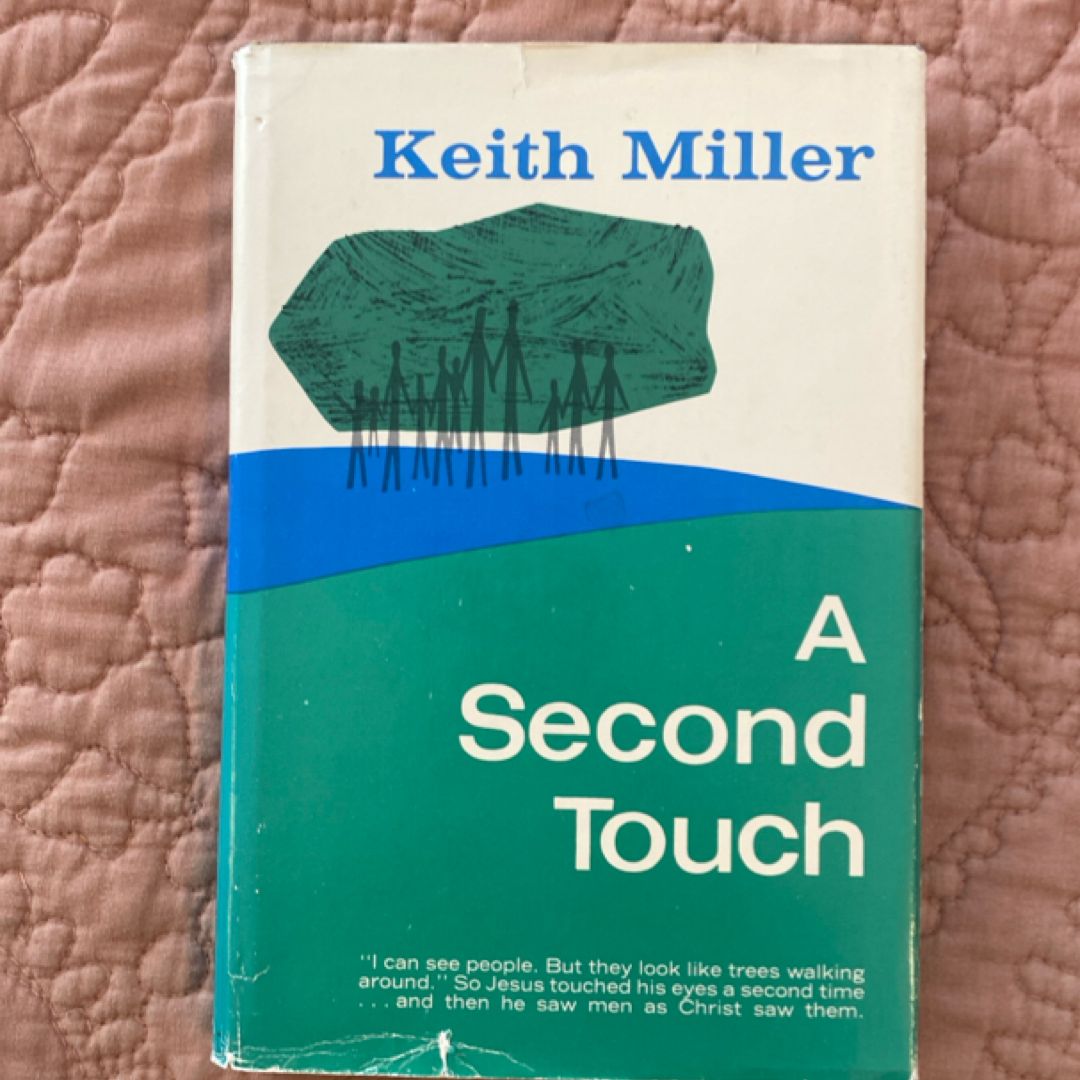 Keith Miller
A
Second
Touch
"I can see people. But they look like trees walking
around." So Jesus touched his eyes a second time
... and then he saw men as Christ saw them.